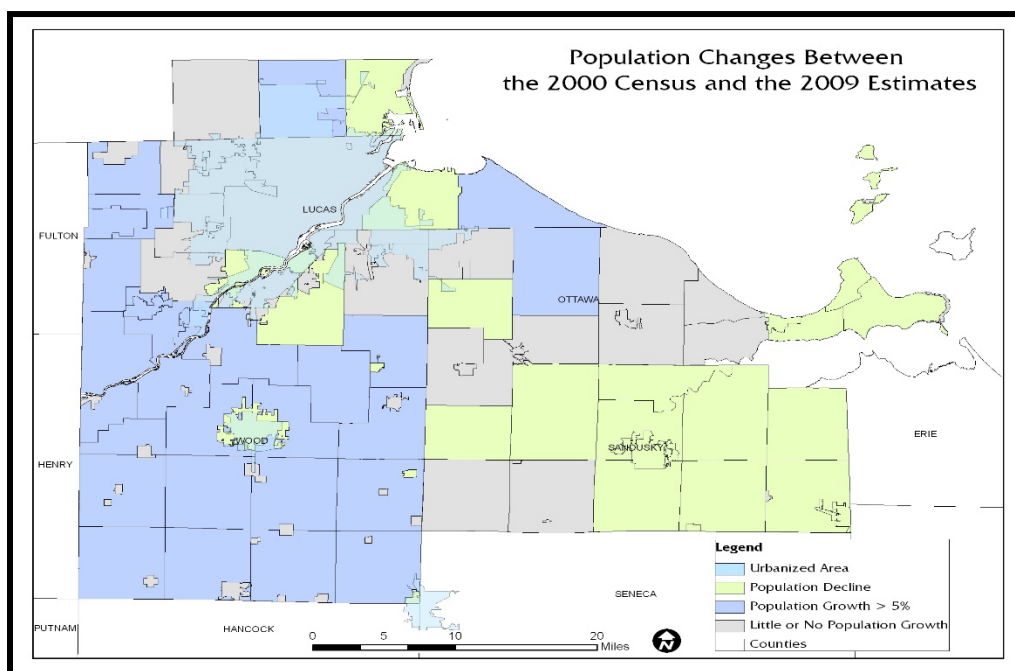 Population Changes Between
the 2000 Census and the 2009 Estimates
LUCAS
FULTON
OTTAWA
WOOD
SANDUSKY
ERIE
HENRY
SENECA
PUTNAM
HANCOCK
Legend
Urbanized Area
Population Decline
Population Growth > 5%
Little or No Population Growth
Counties
0 5 10 20
Miles
N